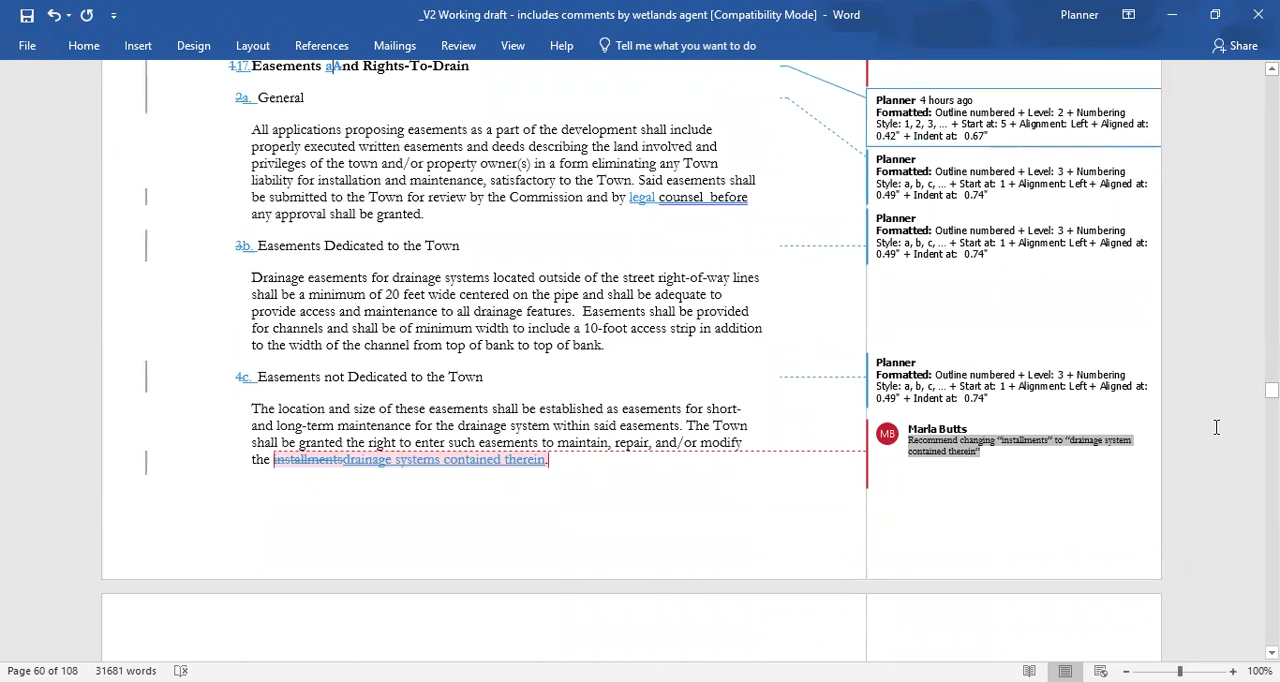 _V2 Working draft - includes comments by wetlands agent [Compatibility Mode] - Word
Planner
File Home Insert Design Layout References Mailings Review View Help Tell me what you want to do Share
1.17. Easements aAnd Rights-To-Drain
2a. General
All applications proposing easements as a part of the development shall include
properly executed written easements and deeds describing the land involved and
privileges of the town and/or property owner(s) in a form eliminating any Town
liability for installation and maintenance, satisfactory to the Town. Said easements shall
be submitted to the Town for review by the Commission and by legal counsel before
any approval shall be granted.
3b. Easements Dedicated to the Town
Drainage easements for drainage systems located outside of the street right-of-way lines
shall be a minimum of 20 feet wide centered on the pipe and shall be adequate to
provide access and maintenance to all drainage features. Easements shall be provided
for channels and shall be of minimum width to include a 10-foot access strip in addition
to the width of the channel from top of bank to top of bank.
4c. Easements not Dedicated to the Town
The location and size of these easements shall be established as easements for short-
and long-term maintenance for the drainage system within said easements. The Town
shall be granted the right to enter such easements to maintain, repair, and/or modify
the installmentsdrainage systems contained therein.
Planner 4 hours ago
Formatted: Outline numbered + Level: 2 + Numbering
Style: 1, 2, 3, … + Start at: 5 + Alignment: Left + Aligned at:
0.42" + Indent at: 0.67"
Planner
Formatted: Outline numbered + Level: 3 + Numbering
Style: a, b, c, … + Start at: 1 + Alignment: Left + Aligned at:
0.49" + Indent at: 0.74"
Planner
Formatted: Outline numbered + Level: 3 + Numbering
Style: a, b, c, … + Start at: 1 + Alignment: Left + Aligned at:
0.49" + Indent at: 0.74"
Planner
Formatted: Outline numbered + Level: 3 + Numbering
Style: a, b, c, … + Start at: 1 + Alignment: Left + Aligned at:
0.49" + Indent at: 0.74"
MB Marla Butts
Recommend changing “installments” to “drainage system
contained therein”
Page 60 of 108 31681 words
100%